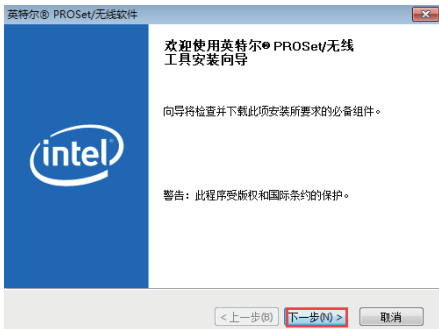 英特尔® PROSet/无线软件
欢迎使用英特尔® PROSet/无线
工具安装向导
向导将检查并下载此项安装所要求的必备组件。
intel
警告：此程序受版权和国际条约的保护。
<上一步(B)
下一步(N) >
取消